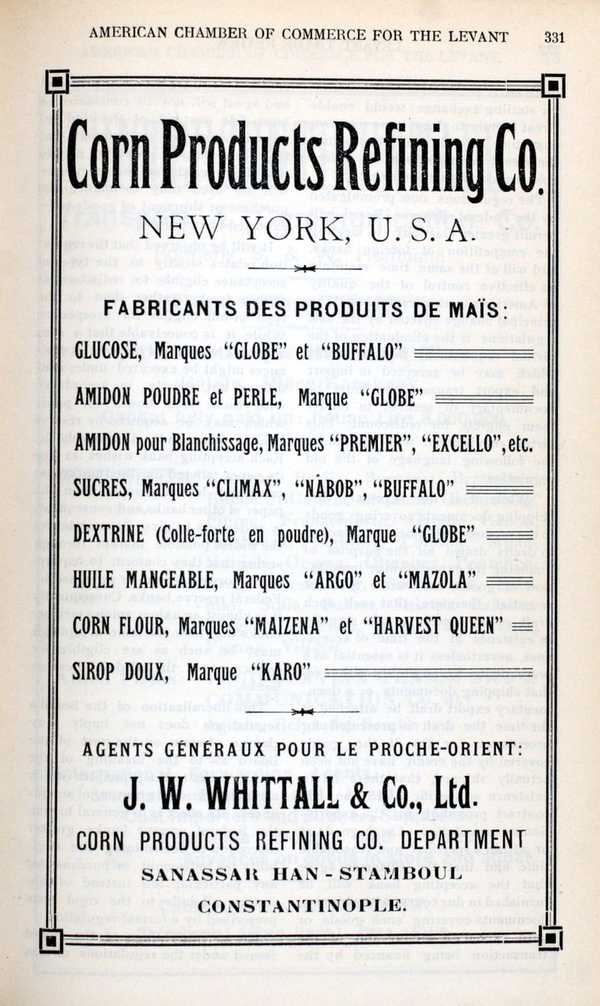 AMERICAN CHAMBER OF COMMERCE FOR THE LEVANT 331
Corn Products Refining Co.
NEW YORK, U. S. A.
FABRICANTS DES PRODUITS DE MAÏS:
GLUCOSE, Marques “GLOBE” et “BUFFALO”
AMIDON POUDRE et PERLE, Marque “GLOBE”
AMIDON pour Blanchissage, Marques “PREMIER”, “EXCELLO”, etc.
SUCRES, Marques “CLIMAX”, “NÀBOB”, “BUFFALO”
DEXTRINE (Colle-forte en poudre), Marque “GLOBE”
HUILE MANGEABLE, Marques “ARGO” et “MAZOLA”
CORN FLOUR, Marques “MAIZENA” et “HARVEST QUEEN”
SIROP DOUX, Marque “KARO”
AGENTS GÉNÉRAUX POUR LE PROCHE-ORIENT:
J. W. WHITTALL & Co., Ltd.
CORN PRODUCTS REFINING CO. DEPARTMENT
SANASSAR HAN - STAMBOUL
CONSTANTINOPLE.